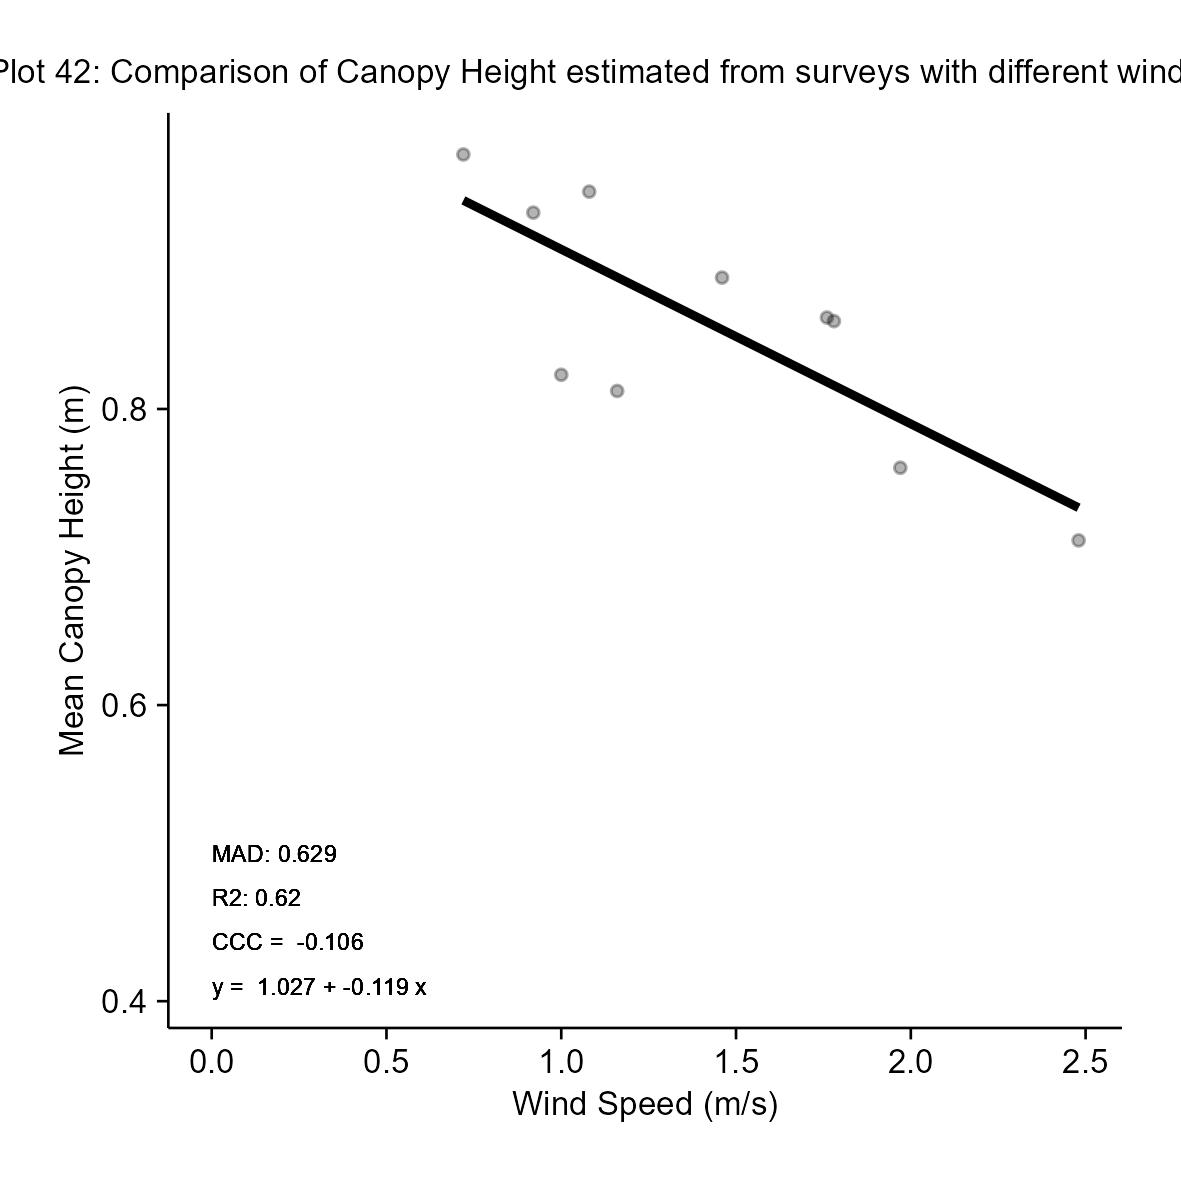 Plot 42: Comparison of Canopy Height estimated from surveys with different wind
Mean Canopy Height (m)
0.8
0.6
0.4
MAD: 0.629
R2: 0.62
CCC = -0.106
y = 1.027 + -0.119 x
0.0 0.5 1.0 1.5 2.0 2.5
Wind Speed (m/s)